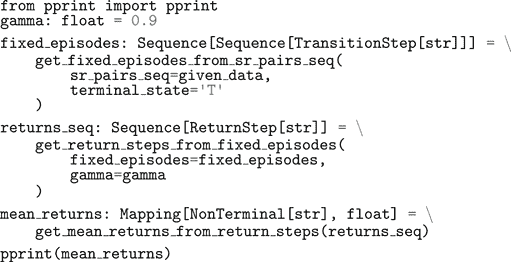 from pprint import pprint
gamma: float = 0.9
fixed_episodes: Sequence[Sequence[TransitionStep[str]]] = \
    get_fixed_episodes_from_sr_pairs_seq(
        sr_pairs_seq=given_data,
        terminal_state='T'
    )
returns_seq: Sequence[ReturnStep[str]] = \
    get_return_steps_from_fixed_episodes(
        fixed_episodes=fixed_episodes,
        gamma=gamma
    )
mean_returns: Mapping[NonTerminal[str], float] = \
    get_mean_returns_from_return_steps(returns_seq)
pprint(mean_returns)